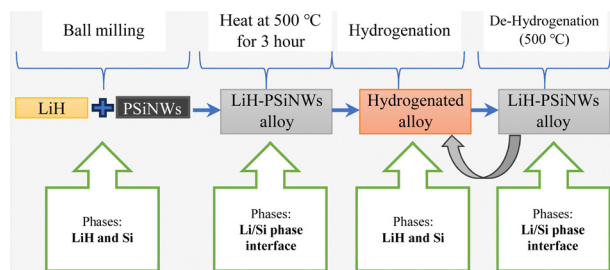 Ball milling
Heat at 500 ℃
for 3 hour
Hydrogenation
De-Hydrogenation
(500 ℃)
LiH
PSiNWs
LiH-PSiNWs
alloy
Hydrogenated
alloy
LiH-PSiNWs
alloy
Phases:
LiH and Si
Phases:
Li/Si phase
interface
Phases:
LiH and Si
Phases:
Li/Si phase
interface